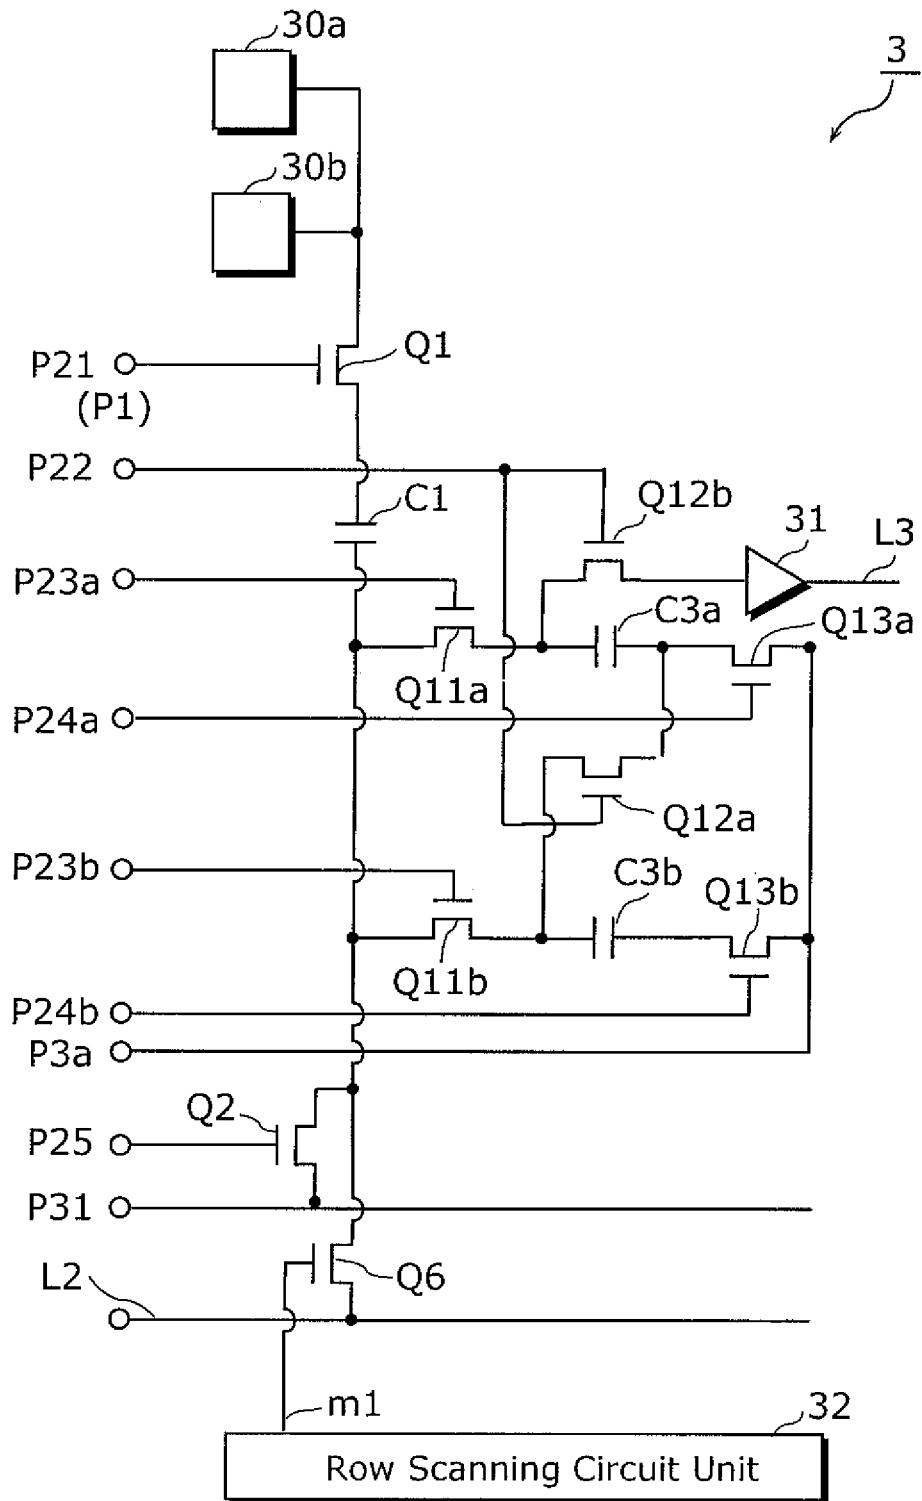 30a
3
30b
P21
Q1
(P1)
P22
C1
Q12b
31
L3
P23a
C3a
Q13a
Q11a
P24a
Q12a
P23b
C3b
Q13b
Q11b
P24b
P3a
Q2
P25
P31
L2
Q6
m1
32
Row Scanning Circuit Unit